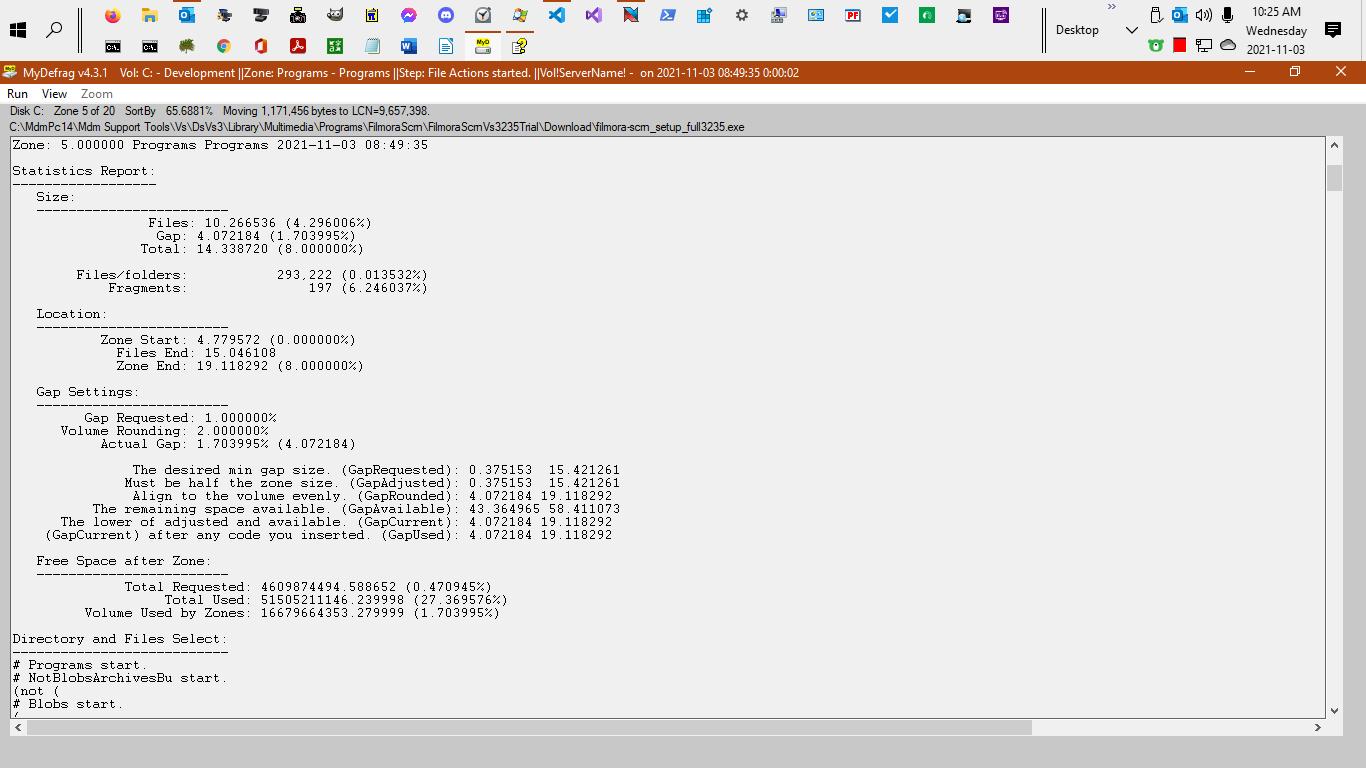 10:25 AM
Desktop
Wednesday
2021-11-03
MyDefrag v4.3.1 Vol: C: - Development ||Zone: Programs - Programs ||Step: File Actions started. ||Vol!ServerName! - on 2021-11-03 08:49:35 0:00:02
Run View Zoom
Disk C: Zone 5 of 20 SortBy 65.6881% Moving 1,171,456 bytes to LCN=9,657,398.
C:\MdmPc14\Mdm Support Tools\Vs\DsVs3\Library\Multimedia\Programs\FilmoraScrn\FilmoraScrnVs3235Trial\Download\filmora-scrn_setup_full3235.exe
Zone: 5.000000 Programs Programs 2021-11-03 08:49:35
Statistics Report:
------------------
Size:
------------------------
Files: 10.266536 (4.296006%)
Gap: 4.072184 (1.703995%)
Total: 14.338720 (8.000000%)
Files/folders: 293,222 (0.013532%)
Fragments: 197 (6.246037%)
Location:
------------------------
Zone Start: 4.779572 (0.000000%)
Files End: 15.046108
Zone End: 19.118292 (8.000000%)
Gap Settings:
------------------------
Gap Requested: 1.000000%
Volume Rounding: 2.000000%
Actual Gap: 1.703995% (4.072184)
The desired min gap size. (GapRequested): 0.375153 15.421261
Must be half the zone size. (GapAdjusted): 0.375153 15.421261
Align to the volume evenly. (GapRounded): 4.072184 19.118292
The remaining space available. (GapAvailable): 43.364965 58.411073
The lower of adjusted and available. (GapCurrent): 4.072184 19.118292
(GapCurrent) after any code you inserted. (GapUsed): 4.072184 19.118292
Free Space after Zone:
------------------------
Total Requested: 4609874494.588652 (0.470945%)
Total Used: 51505211146.239998 (27.369576%)
Volume Used by Zones: 16679664353.279999 (1.703995%)
Directory and Files Select:
---------------------------
# Programs start.
# NotBlobsArchivesBu start.
(not (
# Blobs start.
(